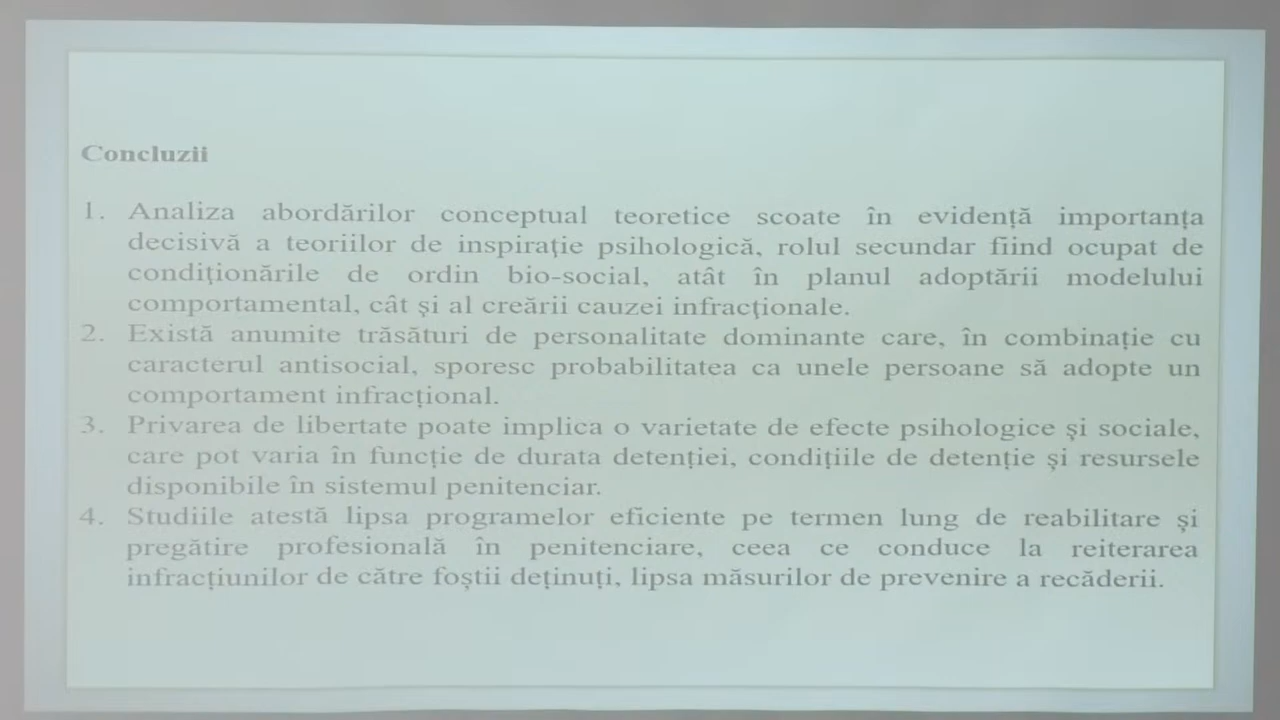 Concluzii
1. Analiza abordărilor conceptual teoretice scoate în evidență importanța
decisivă a teoriilor de inspirație psihologică, rolul secundar fiind ocupat de
condiționările de ordin bio-social, atât în planul adoptării modelului
comportamental, cât și al creării cauzei infracționale.
2. Există anumite trăsături de personalitate dominante care, în combinație cu
caracterul antisocial, sporesc probabilitatea ca unele persoane să adopte un
comportament infracțional.
3. Privarea de libertate poate implica o varietate de efecte psihologice și sociale,
care pot varia în funcție de durata detenției, condițiile de detenție și resursele
disponibile în sistemul penitenciar.
4. Studiile atestă lipsa programelor eficiente pe termen lung de reabilitare și
pregătire profesională în penitenciare, ceea ce conduce la reiterarea
infracțiunilor de către foștii deținuți, lipsa măsurilor de prevenire a recăderii.